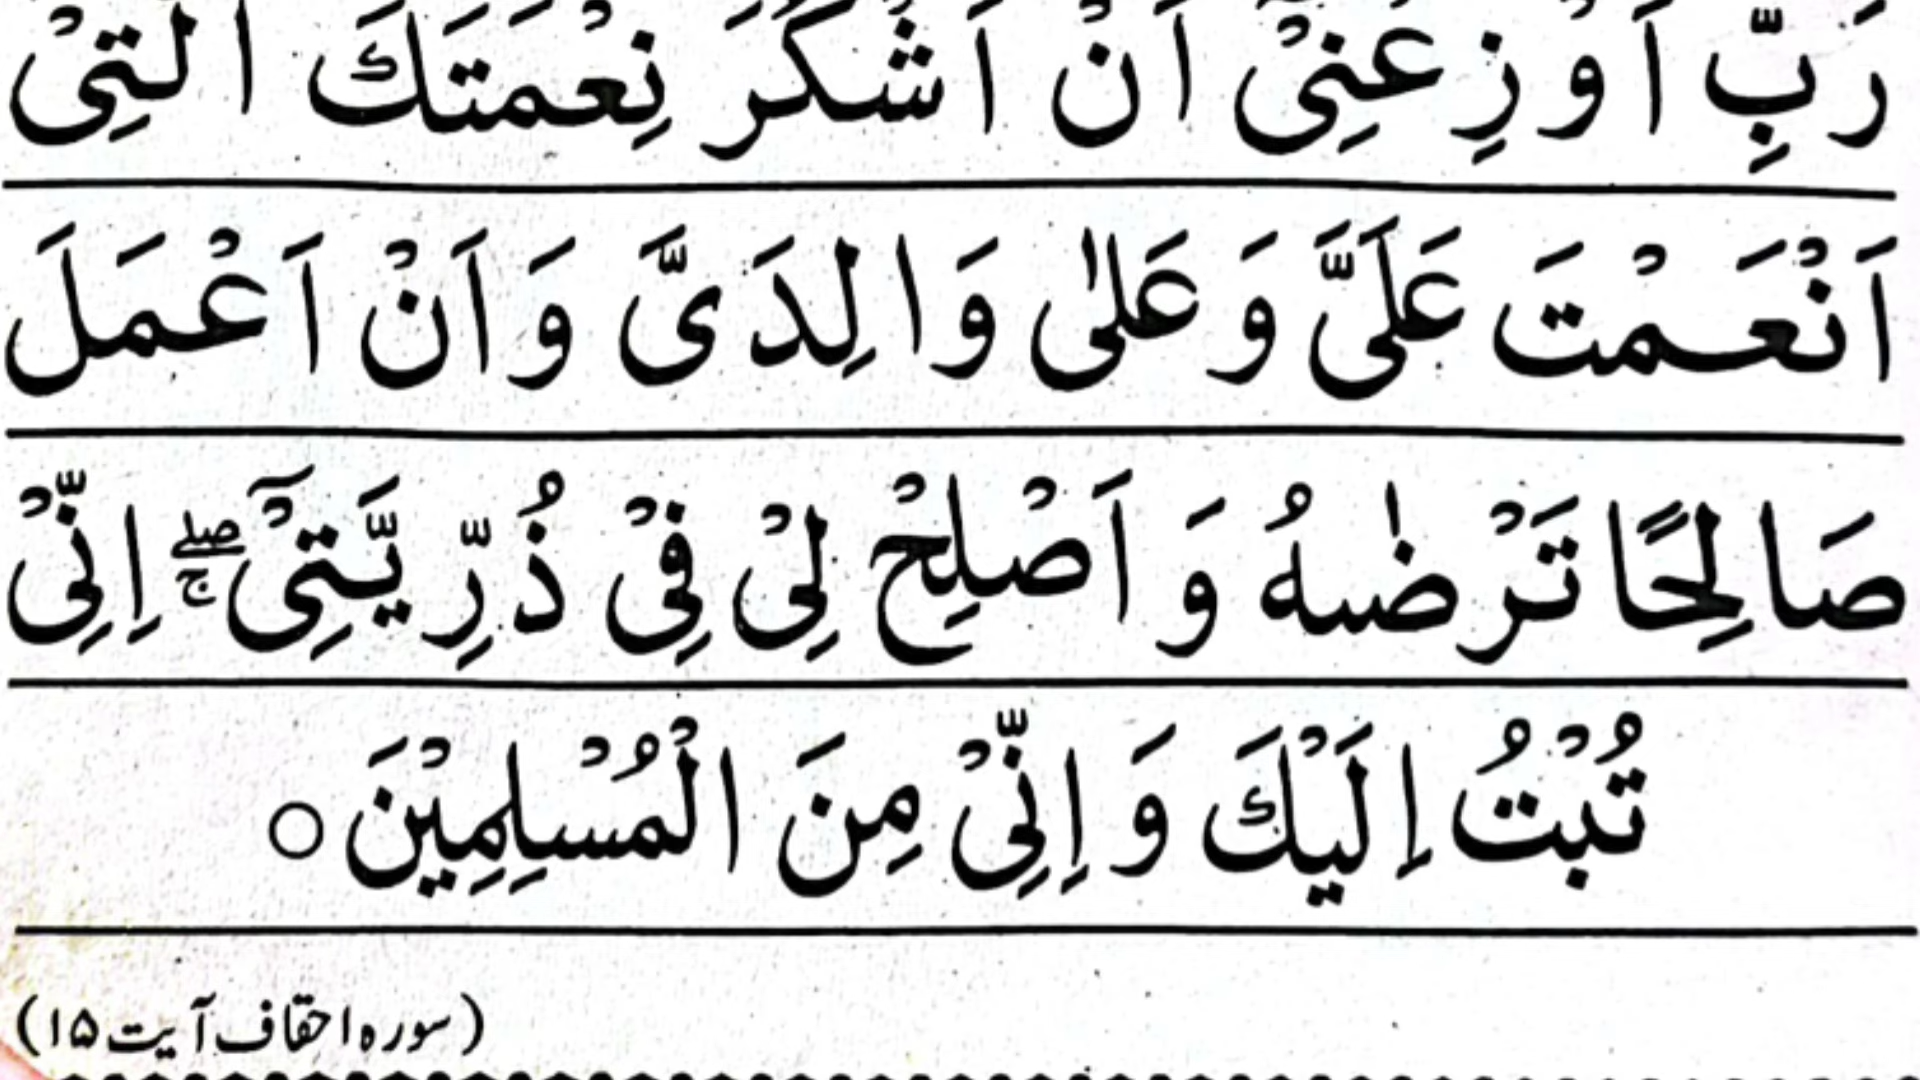 رَبِّ اَوْزِعْنِیْۤ اَنْ اَشْكُرَ نِعْمَتَكَ الَّتِیْ
اَنْعَمْتَ عَلَیَّ وَعَلٰی وَالِدَیَّ وَاَنْ اَعْمَلَ
صَالِحًا تَرْضٰىهُ وَ اَصْلِحْ لِیْ فِیْ ذُرِّیَّتِیْۤ ۖۚ اِنِّیْ
تُبْتُ اِلَیْكَ وَ اِنِّیْ مِنَ الْمُسْلِمِیْنَ ○
(سورہ احقاف آیت ۱۵)